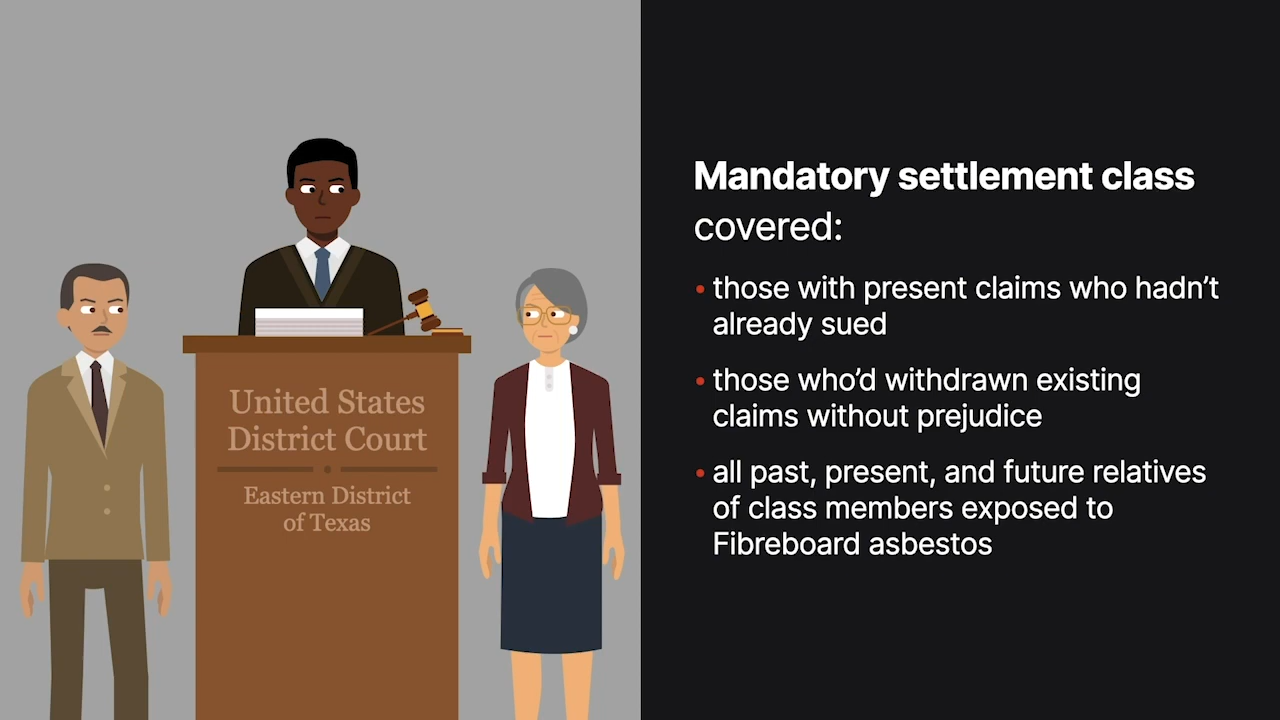 United States
District Court
Eastern District
of Texas
Mandatory settlement class
covered:
• those with present claims who hadn’t
already sued
• those who’d withdrawn existing
claims without prejudice
• all past, present, and future relatives
of class members exposed to
Fibreboard asbestos